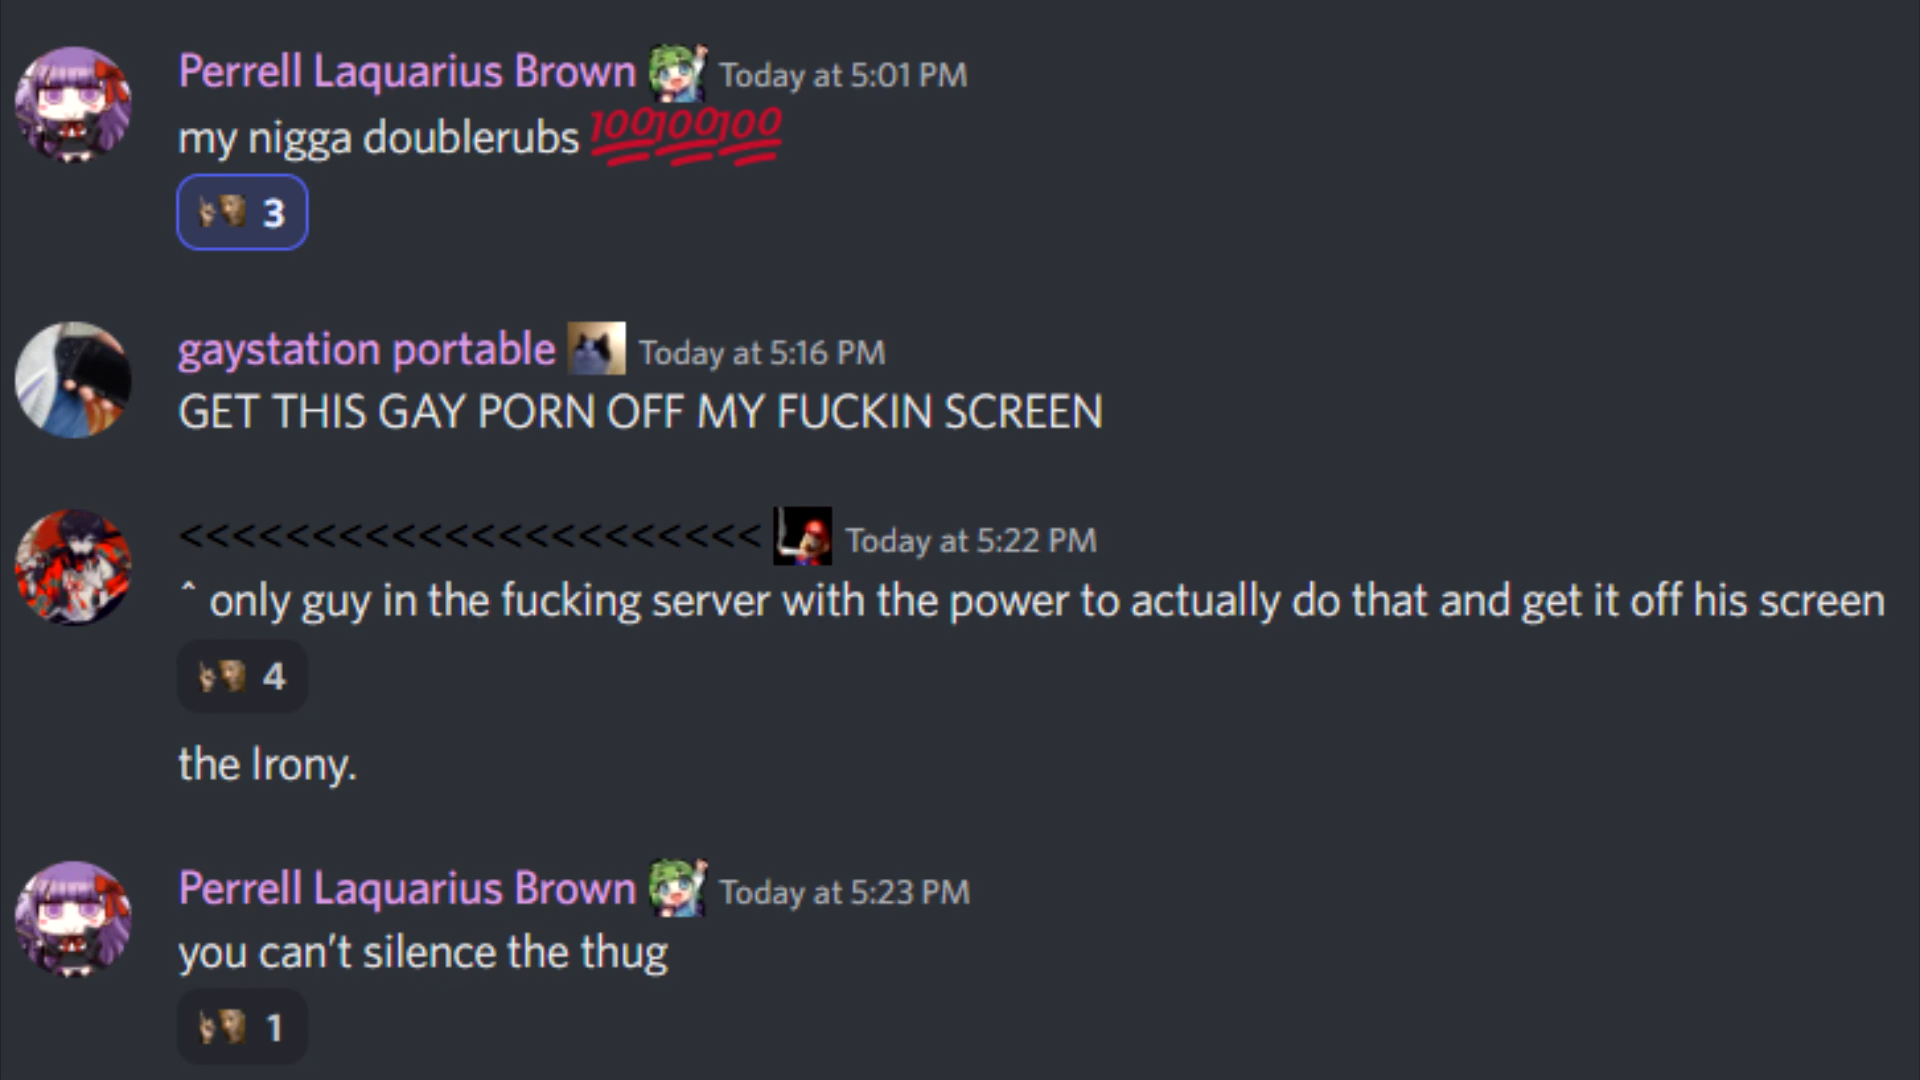 Perrell Laquarius Brown Today at 5:01 PM
my nigga doublerubs 💯💯💯
3
gaystation portable Today at 5:16 PM
GET THIS GAY PORN OFF MY FUCKIN SCREEN
<<<<<<<<<<<<<<<<<<<<<< Today at 5:22 PM
^ only guy in the fucking server with the power to actually do that and get it off his screen
4
the Irony.
Perrell Laquarius Brown Today at 5:23 PM
you can't silence the thug
1